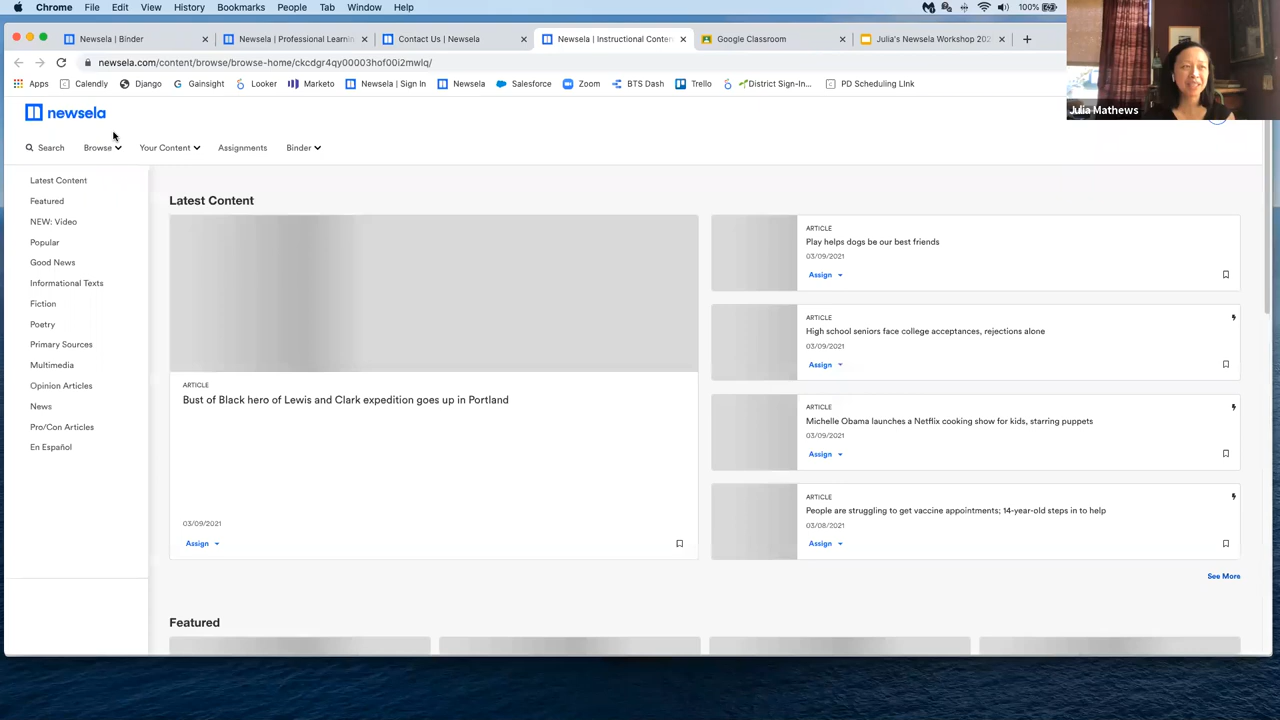 Chrome File Edit View History Bookmarks People Tab Window Help 100%
Newsela | Binder
Newsela | Professional Learnin
Contact Us | Newsela
Newsela | Instructional Conten
Google Classroom
Julia's Newsela Workshop 202
newsela.com/content/browse/browse-home/ckcdgr4qy00003hof00i2mwlq/
Apps Calendly Django Gainsight Looker Marketo Newsela | Sign In Newsela Salesforce Zoom BTS Dash Trello District Sign-In... PD Scheduling LInk
Julia Mathews
newsela
Search Browse Your Content Assignments Binder
Latest Content
Featured
NEW: Video
Popular
Good News
Informational Texts
Fiction
Poetry
Primary Sources
Multimedia
Opinion Articles
News
Pro/Con Articles
En Español
Latest Content
ARTICLE
Bust of Black hero of Lewis and Clark expedition goes up in Portland
03/09/2021
Assign
ARTICLE
Play helps dogs be our best friends
03/09/2021
Assign
ARTICLE
High school seniors face college acceptances, rejections alone
03/09/2021
Assign
ARTICLE
Michelle Obama launches a Netflix cooking show for kids, starring puppets
03/09/2021
Assign
ARTICLE
People are struggling to get vaccine appointments; 14-year-old steps in to help
03/08/2021
Assign
See More
Featured